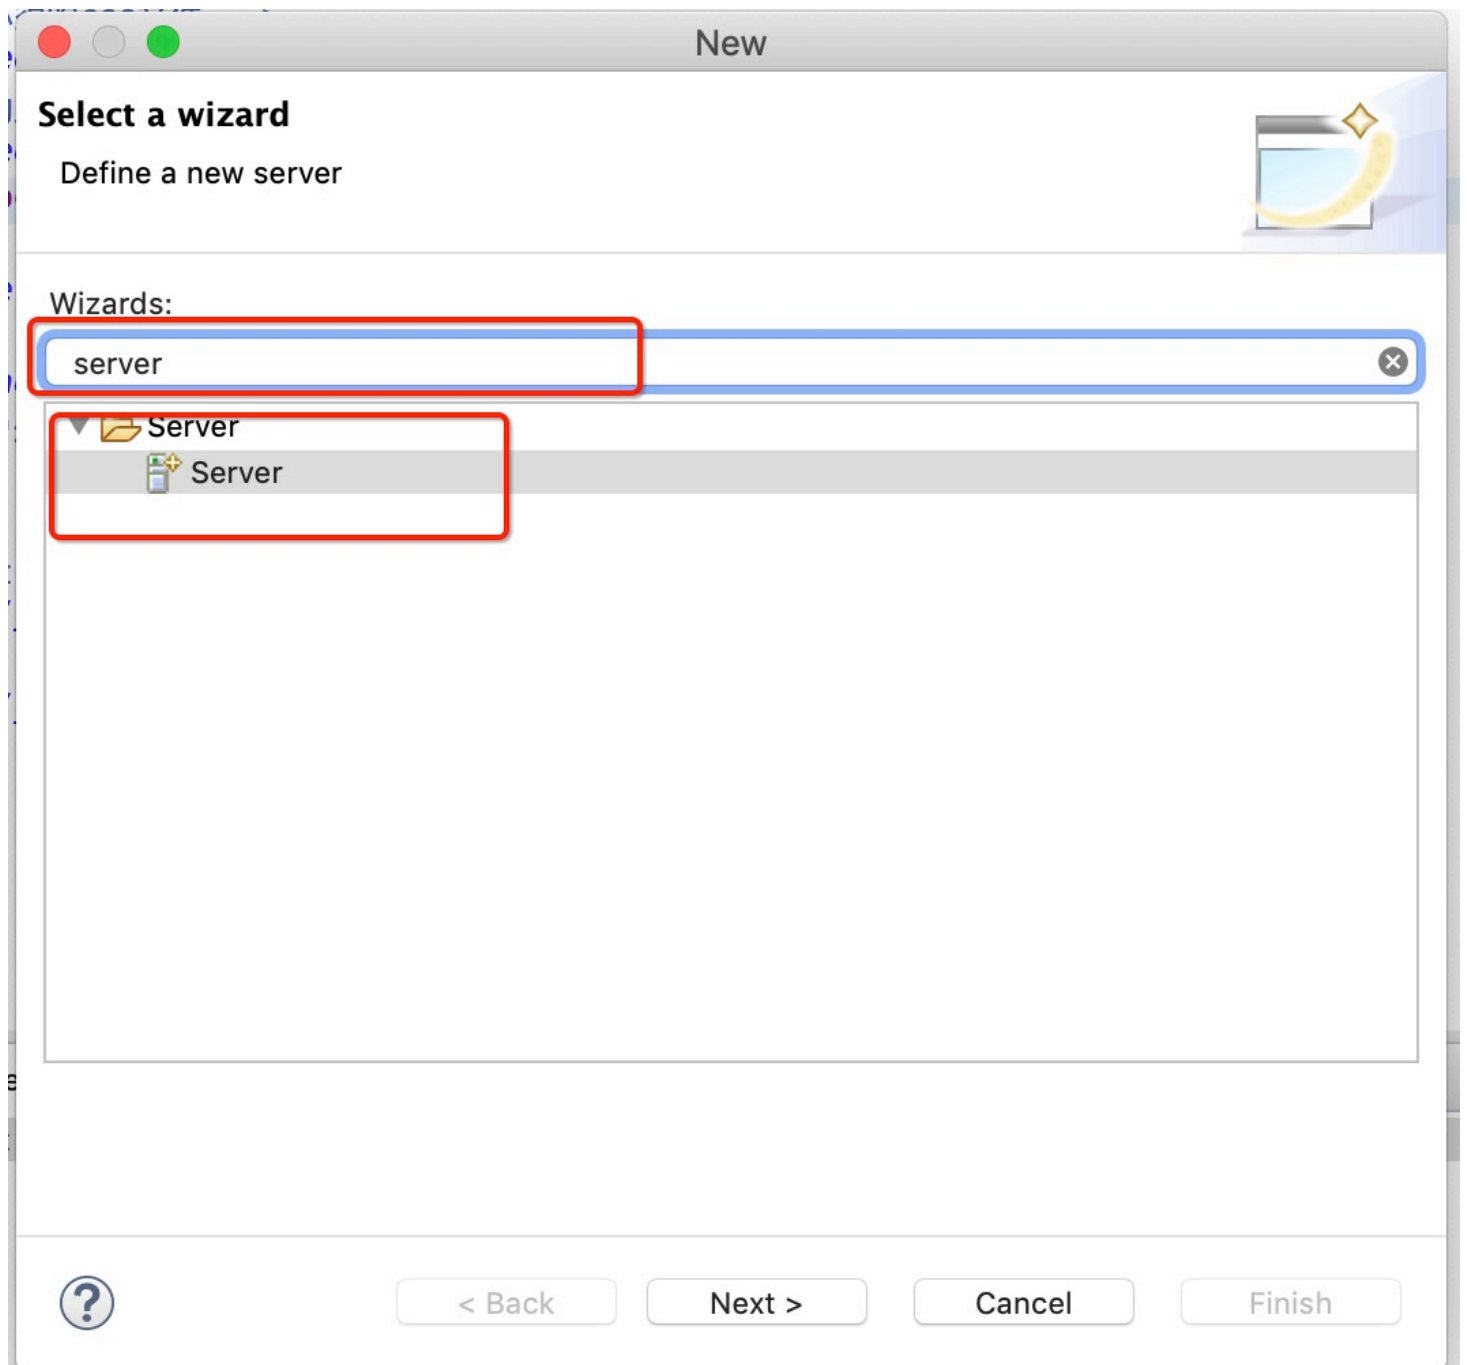 New
Select a wizard
Define a new server
Wizards:
server
Server
Server
< Back
Next >
Cancel
Finish